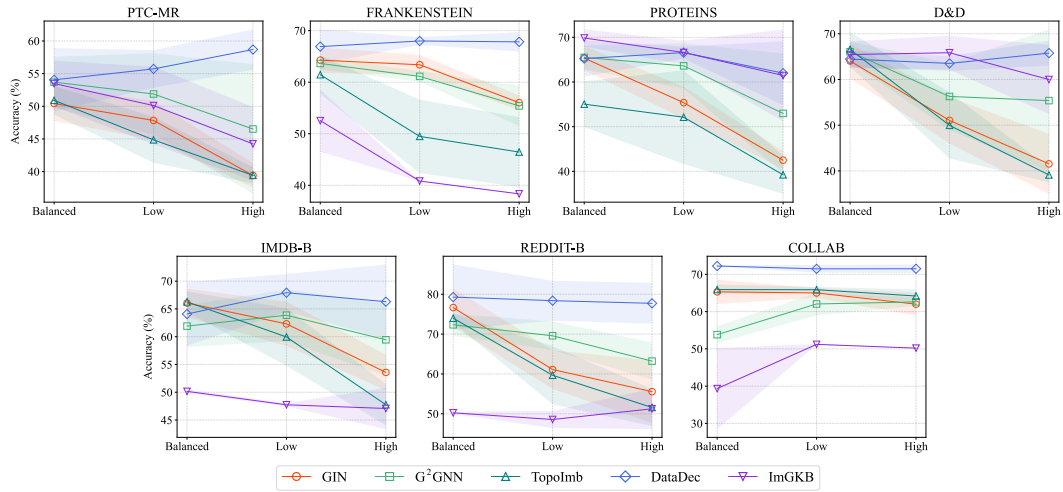 PTC-MR
FRANKENSTEIN
PROTEINS
D&D
Accuracy (%)
60
55
50
45
40
Balanced Low High
70
60
50
40
Balanced Low High
70
60
50
40
Balanced Low High
70
60
50
40
Balanced Low High
IMDB-B
REDDIT-B
COLLAB
Accuracy (%)
70
65
60
55
50
45
Balanced Low High
80
70
60
50
Balanced Low High
70
60
50
40
30
Balanced Low High
GIN G²GNN TopoImb DataDec ImGKB